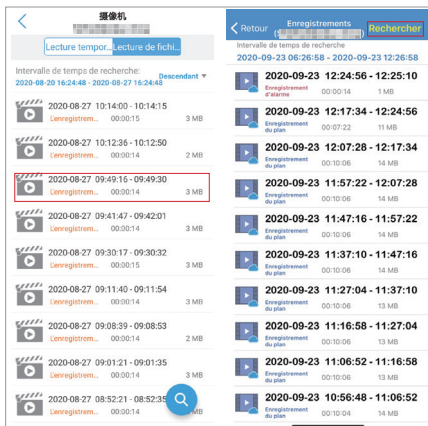 摄像机
Lecture tempor...
Lecture de fichi...
Intervalle de temps de recherche:
2020-08-20 16:24:48 - 2020-08-27 16:24:48
Descendant ▼
2020-08-27 10:14:00 - 10:14:15
L'enregistrem... 00:00:15 3 MB
2020-08-27 10:12:36 - 10:12:50
L'enregistrem... 00:00:14 2 MB
2020-08-27 09:49:16 - 09:49:30
L'enregistrem... 00:00:14 3 MB
2020-08-27 09:41:47 - 09:42:01
L'enregistrem... 00:00:14 3 MB
2020-08-27 09:30:17 - 09:30:32
L'enregistrem... 00:00:15 3 MB
2020-08-27 09:11:40 - 09:11:54
L'enregistrem... 00:00:14 3 MB
2020-08-27 09:08:39 - 09:08:53
L'enregistrem... 00:00:14 2 MB
2020-08-27 09:01:21 - 09:01:35
L'enregistrem... 00:00:14 3 MB
2020-08-27 08:52:21 - 08:52:35
L'enregistrem... 00:00:14 MB
Retour
Enregistrements
Rechercher
Intervalle de temps de recherche
2020-09-23 06:26:58 - 2020-09-23 12:26:58
2020-09-23 12:24:56 - 12:25:10
Enregistrement
d'alarme
00:00:14 1 MB
2020-09-23 12:17:34 - 12:24:56
Enregistrement
du plan
00:07:22 11 MB
2020-09-23 12:07:28 - 12:17:34
Enregistrement
du plan
00:10:06 14 MB
2020-09-23 11:57:22 - 12:07:28
Enregistrement
du plan
00:10:06 14 MB
2020-09-23 11:47:16 - 11:57:22
Enregistrement
du plan
00:10:06 14 MB
2020-09-23 11:37:10 - 11:47:16
Enregistrement
du plan
00:10:06 14 MB
2020-09-23 11:27:04 - 11:37:10
Enregistrement
du plan
00:10:06 13 MB
2020-09-23 11:16:58 - 11:27:04
Enregistrement
du plan
00:10:06 13 MB
2020-09-23 11:06:52 - 11:16:58
Enregistrement
du plan
00:10:06 13 MB
2020-09-23 10:56:48 - 11:06:52
Enregistrement
du plan
00:10:04 14 MB